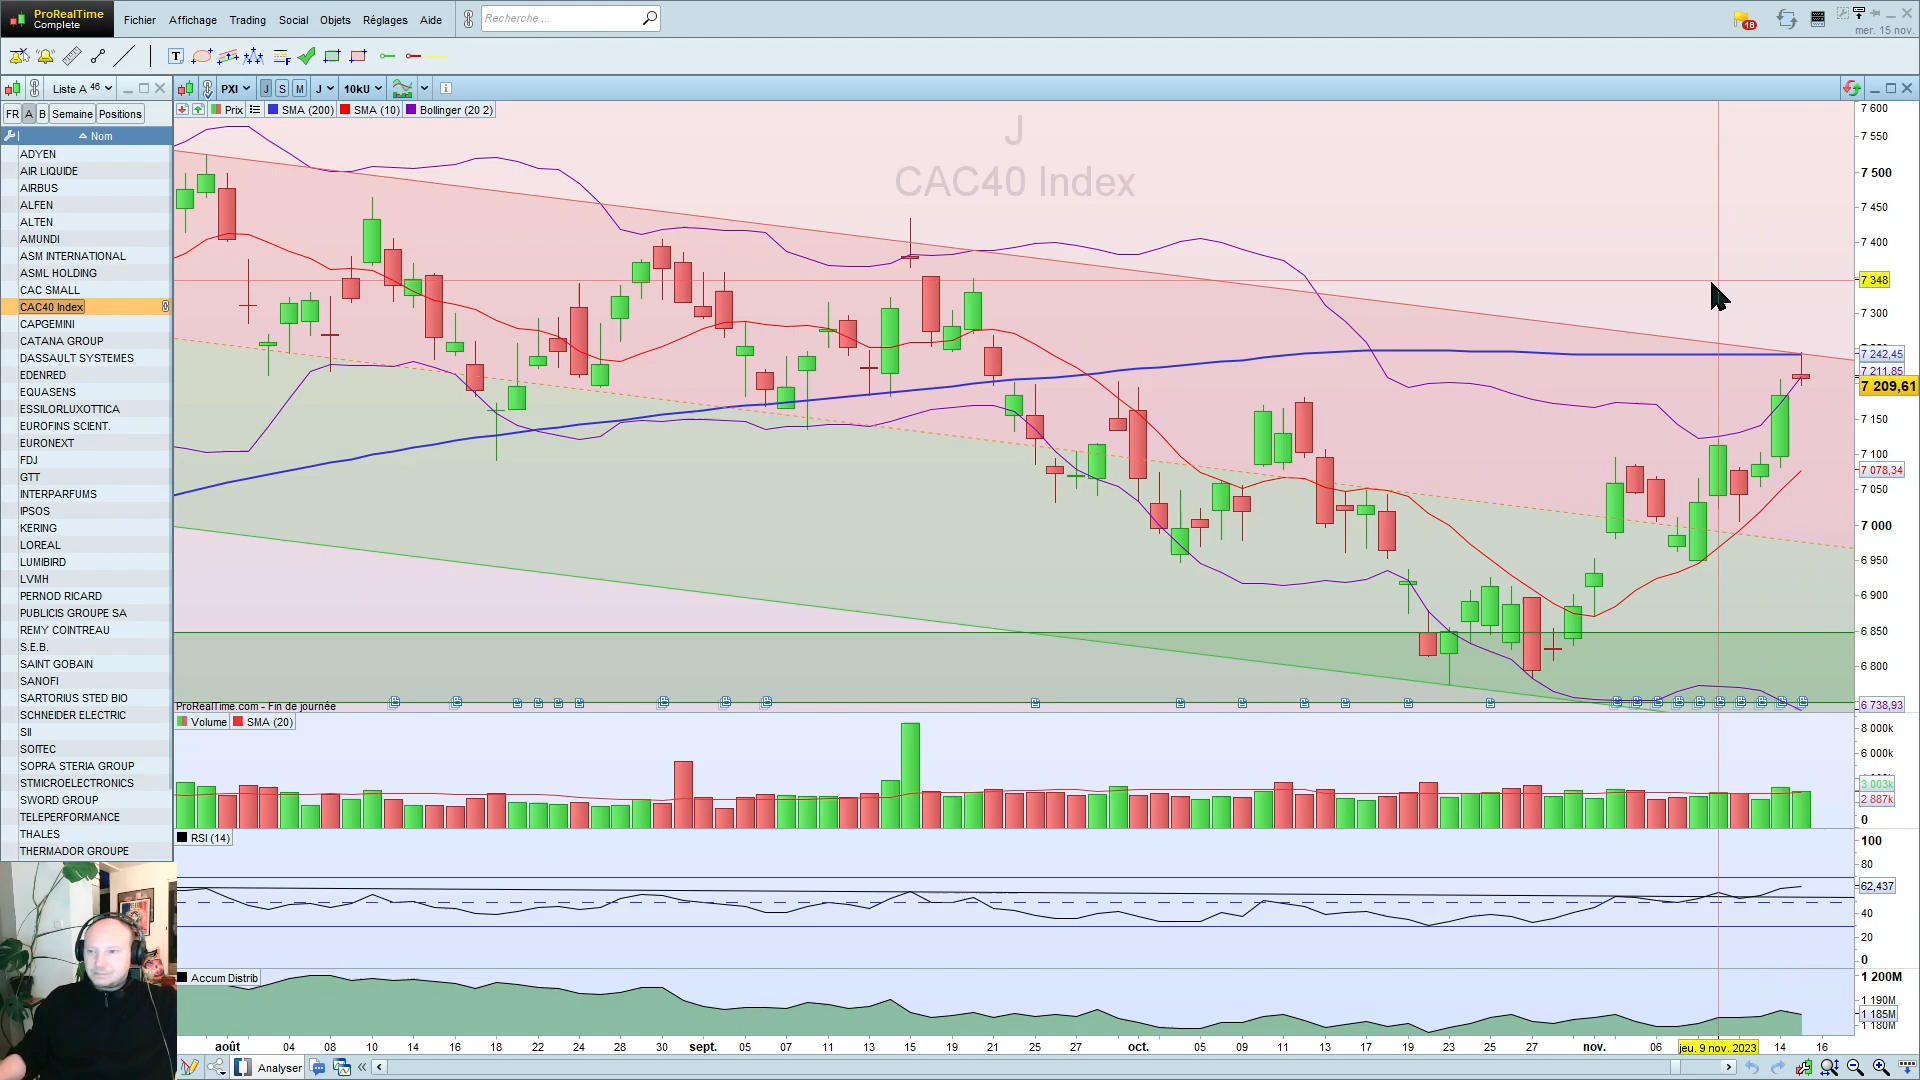 ProRealTime
Complete
Fichier Affichage Trading Social Objets Réglages Aide
Recherche ...
18
mer. 15 nov.
Liste A 46
PXI J S M J 10kU
FR A B Semaine Positions
Nom
ADYEN
AIR LIQUIDE
AIRBUS
ALFEN
ALTEN
AMUNDI
ASM INTERNATIONAL
ASML HOLDING
CAC SMALL
CAC40 Index
CAPGEMINI
CATANA GROUP
DASSAULT SYSTEMES
EDENRED
EQUASENS
ESSILORLUXOTTICA
EUROFINS SCIENT.
EURONEXT
FDJ
GTT
INTERPARFUMS
IPSOS
KERING
LOREAL
LUMIBIRD
LVMH
PERNOD RICARD
PUBLICIS GROUPE SA
REMY COINTREAU
S.E.B.
SAINT GOBAIN
SANOFI
SARTORIUS STED BIO
SCHNEIDER ELECTRIC
SII
SOITEC
SOPRA STERIA GROUP
STMICROELECTRONICS
SWORD GROUP
TELEPERFORMANCE
THALES
THERMADOR GROUPE
Prix SMA (200) SMA (10) Bollinger (20 2)
J
CAC40 Index
7 600
7 550
7 500
7 450
7 400
7 348
7 300
7 242,45
7 211,85
7 209,61
7 150
7 100
7 078,34
7 050
7 000
6 950
6 900
6 850
6 800
6 738,93
ProRealTime.com - Fin de journée
Volume SMA (20)
8 000k
6 000k
3 003k
2 887k
0
RSI (14)
100
80
62,437
40
20
0
Accum Distrib
1 200M
1 190M
1 185M
1 180M
août 04 08 10 14 16 18 22 24 28 30 sept. 05 07 11 13 15 19 21 25 27 oct. 05 09 11 13 17 19 23 25 27 nov. 06 jeu. 9 nov. 2023 14 16
Analyser